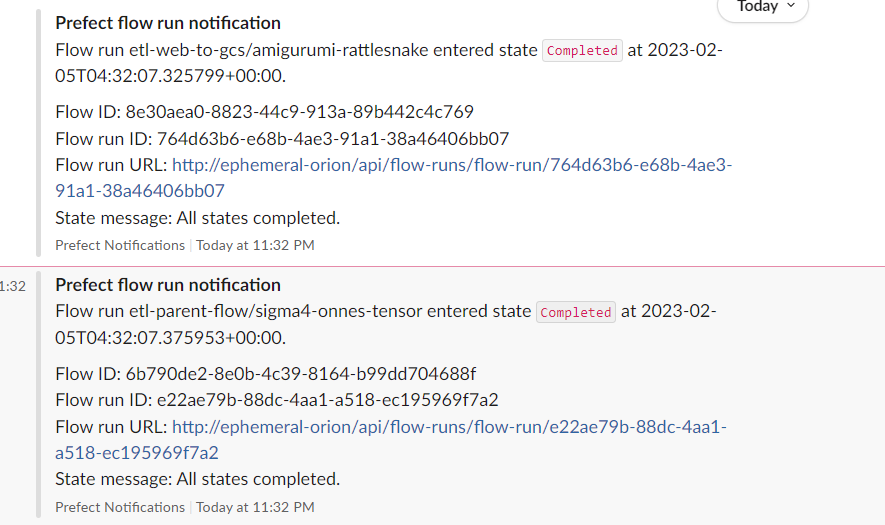 Today
Prefect flow run notification
Flow run etl-web-to-gcs/amigurumi-rattlesnake entered state Completed at 2023-02-
05T04:32:07.325799+00:00.
Flow ID: 8e30aea0-8823-44c9-913a-89b442c4c769
Flow run ID: 764d63b6-e68b-4ae3-91a1-38a46406bb07
Flow run URL: http://ephemeral-orion/api/flow-runs/flow-run/764d63b6-e68b-4ae3-
91a1-38a46406bb07
State message: All states completed.
Prefect Notifications | Today at 11:32 PM
1:32
Prefect flow run notification
Flow run etl-parent-flow/sigma4-onnes-tensor entered state Completed at 2023-02-
05T04:32:07.375953+00:00.
Flow ID: 6b790de2-8e0b-4c39-8164-b99dd704688f
Flow run ID: e22ae79b-88dc-4aa1-a518-ec195969f7a2
Flow run URL: http://ephemeral-orion/api/flow-runs/flow-run/e22ae79b-88dc-4aa1-
a518-ec195969f7a2
State message: All states completed.
Prefect Notifications | Today at 11:32 PM